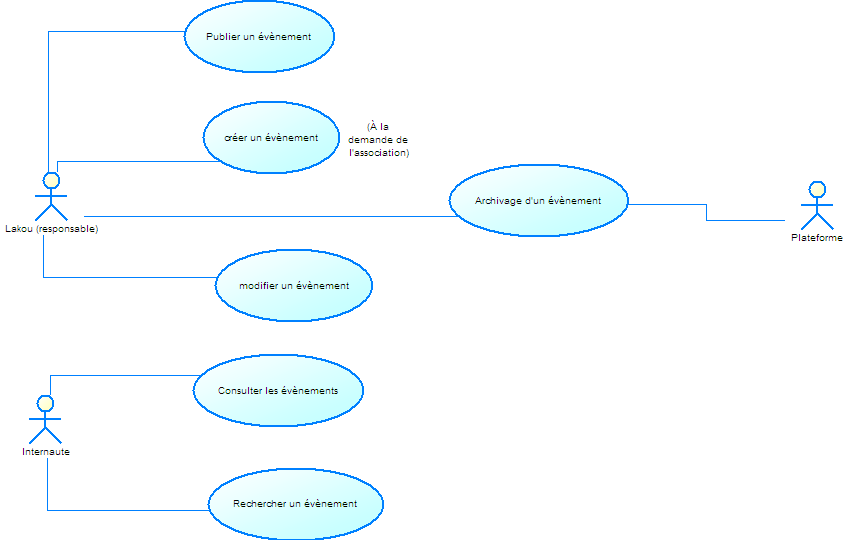 Publier un évènement
créer un évènement
(À la
demande de
l'association)
Archivage d'un évènement
Lakou (responsable)
Plateforme
modifier un évènement
Consulter les évènements
Internaute
Rechercher un évènement